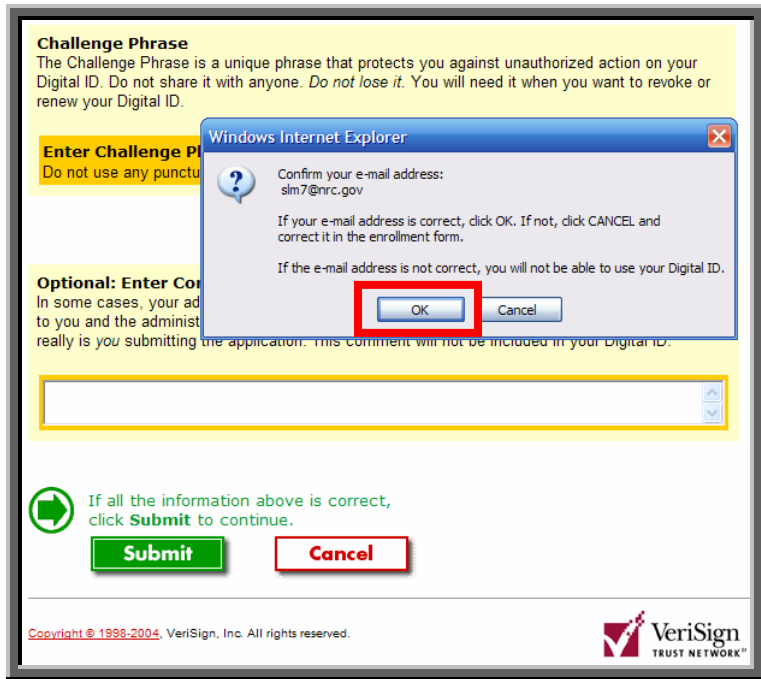 Challenge Phrase
The Challenge Phrase is a unique phrase that protects you against unauthorized action on your
Digital ID. Do not share it with anyone. Do not lose it. You will need it when you want to revoke or
renew your Digital ID.
Enter Challenge
Do not use any
Windows Internet Explorer
Confirm your e-mail address:
slm7@nrc.gov
If your e-mail address is correct, click OK. If not, click CANCEL and
correct it in the enrollment form.
If the e-mail address is not correct, you will not be able to use your Digital ID.
OK
Cancel
Optional: Enter
In some cases, your
to you and the
really is you submitting the application. This comment will not be included in your Digital ID.
If all the information above is correct,
click Submit to continue.
Submit
Cancel
Copyright © 1998-2004, VeriSign, Inc. All rights reserved.
VeriSign
TRUST NETWORK®